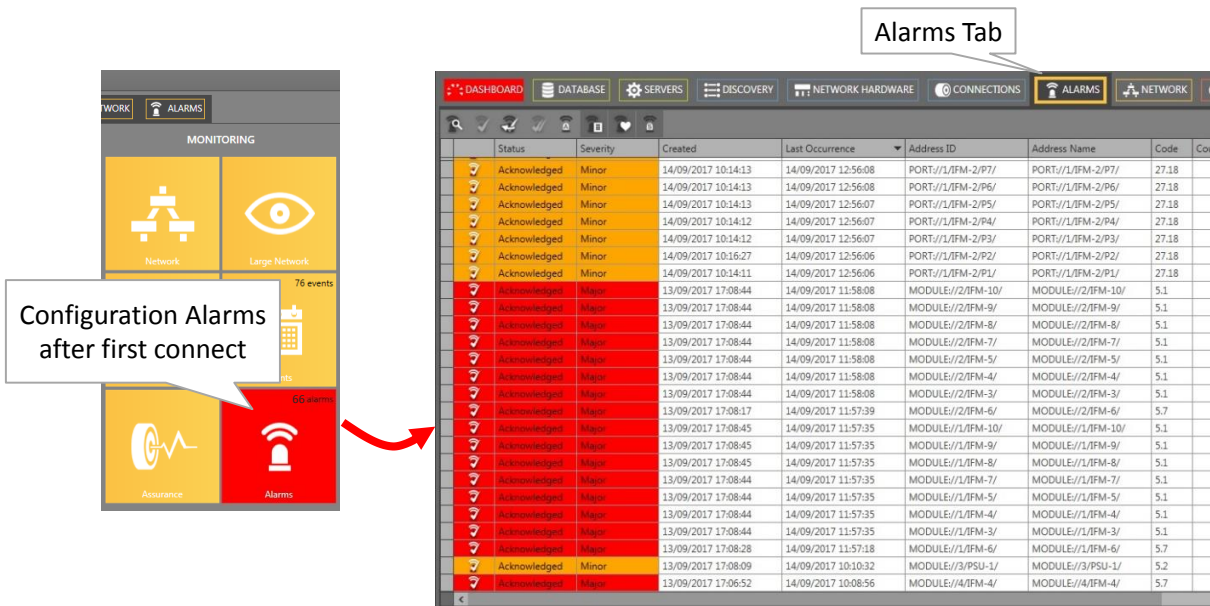 Alarms Tab
TWORK ALARMS
MONITORING
Network Large Network
76 events
Configuration Alarms
after first connect
nts
66 alarms
Assurance Alarms
DASHBOARD DATABASE SERVERS DISCOVERY NETWORK HARDWARE CONNECTIONS ALARMS NETWORK
Status Severity Created Last Occurrence Address ID Address Name Code Co
Acknowledged Minor 14/09/2017 10:14:13 14/09/2017 12:56:08 PORT://1/IFM-2/P7/ PORT://1/IFM-2/P7/ 27.18
Acknowledged Minor 14/09/2017 10:14:13 14/09/2017 12:56:08 PORT://1/IFM-2/P6/ PORT://1/IFM-2/P6/ 27.18
Acknowledged Minor 14/09/2017 10:14:13 14/09/2017 12:56:07 PORT://1/IFM-2/P5/ PORT://1/IFM-2/P5/ 27.18
Acknowledged Minor 14/09/2017 10:14:12 14/09/2017 12:56:07 PORT://1/IFM-2/P4/ PORT://1/IFM-2/P4/ 27.18
Acknowledged Minor 14/09/2017 10:14:12 14/09/2017 12:56:07 PORT://1/IFM-2/P3/ PORT://1/IFM-2/P3/ 27.18
Acknowledged Minor 14/09/2017 10:16:27 14/09/2017 12:56:06 PORT://1/IFM-2/P2/ PORT://1/IFM-2/P2/ 27.18
Acknowledged Minor 14/09/2017 10:14:11 14/09/2017 12:56:06 PORT://1/IFM-2/P1/ PORT://1/IFM-2/P1/ 27.18
Acknowledged Major 13/09/2017 17:08:44 14/09/2017 11:58:08 MODULE://2/IFM-10/ MODULE://2/IFM-10/ 5.1
Acknowledged Major 13/09/2017 17:08:44 14/09/2017 11:58:08 MODULE://2/IFM-9/ MODULE://2/IFM-9/ 5.1
Acknowledged Major 13/09/2017 17:08:44 14/09/2017 11:58:08 MODULE://2/IFM-8/ MODULE://2/IFM-8/ 5.1
Acknowledged Major 13/09/2017 17:08:44 14/09/2017 11:58:08 MODULE://2/IFM-7/ MODULE://2/IFM-7/ 5.1
Acknowledged Major 13/09/2017 17:08:44 14/09/2017 11:58:08 MODULE://2/IFM-5/ MODULE://2/IFM-5/ 5.1
Acknowledged Major 13/09/2017 17:08:44 14/09/2017 11:58:08 MODULE://2/IFM-4/ MODULE://2/IFM-4/ 5.1
Acknowledged Major 13/09/2017 17:08:44 14/09/2017 11:58:08 MODULE://2/IFM-3/ MODULE://2/IFM-3/ 5.1
Acknowledged Major 13/09/2017 17:08:17 14/09/2017 11:57:39 MODULE://2/IFM-6/ MODULE://2/IFM-6/ 5.7
Acknowledged Major 13/09/2017 17:08:45 14/09/2017 11:57:35 MODULE://1/IFM-10/ MODULE://1/IFM-10/ 5.1
Acknowledged Major 13/09/2017 17:08:45 14/09/2017 11:57:35 MODULE://1/IFM-9/ MODULE://1/IFM-9/ 5.1
Acknowledged Major 13/09/2017 17:08:45 14/09/2017 11:57:35 MODULE://1/IFM-8/ MODULE://1/IFM-8/ 5.1
Acknowledged Major 13/09/2017 17:08:44 14/09/2017 11:57:35 MODULE://1/IFM-7/ MODULE://1/IFM-7/ 5.1
Acknowledged Major 13/09/2017 17:08:44 14/09/2017 11:57:35 MODULE://1/IFM-5/ MODULE://1/IFM-5/ 5.1
Acknowledged Major 13/09/2017 17:08:44 14/09/2017 11:57:35 MODULE://1/IFM-4/ MODULE://1/IFM-4/ 5.1
Acknowledged Major 13/09/2017 17:08:44 14/09/2017 11:57:35 MODULE://1/IFM-3/ MODULE://1/IFM-3/ 5.1
Acknowledged Major 13/09/2017 17:08:28 14/09/2017 11:57:18 MODULE://1/IFM-6/ MODULE://1/IFM-6/ 5.7
Acknowledged Minor 13/09/2017 17:08:09 14/09/2017 10:10:32 MODULE://3/PSU-1/ MODULE://3/PSU-1/ 5.2
Acknowledged Major 13/09/2017 17:06:52 14/09/2017 10:08:56 MODULE://4/IFM-4/ MODULE://4/IFM-4/ 5.7